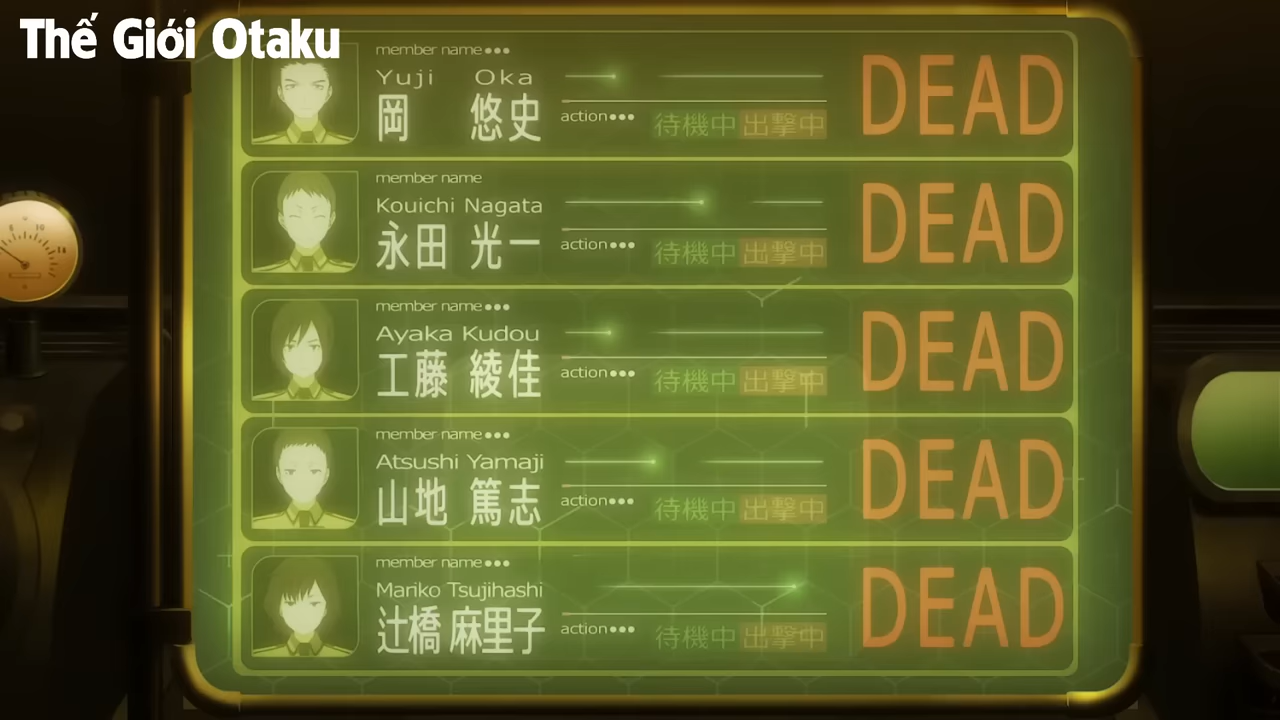 Thế Giới Otaku
member name●●●
Yuji Oka
岡 悠史
action●●●
待機中 出撃中
DEAD
member name
Kouichi Nagata
永田 光一
action●●●
待機中 出撃中
DEAD
member name●●●
Ayaka Kudou
工藤 綾佳
action●●●
待機中 出撃中
DEAD
member name●●●
Atsushi Yamaji
山地 篤志
action●●●
待機中 出撃中
DEAD
member name●●●
Mariko Tsujihashi
辻橋 麻里子
action●●●
待機中 出撃中
DEAD